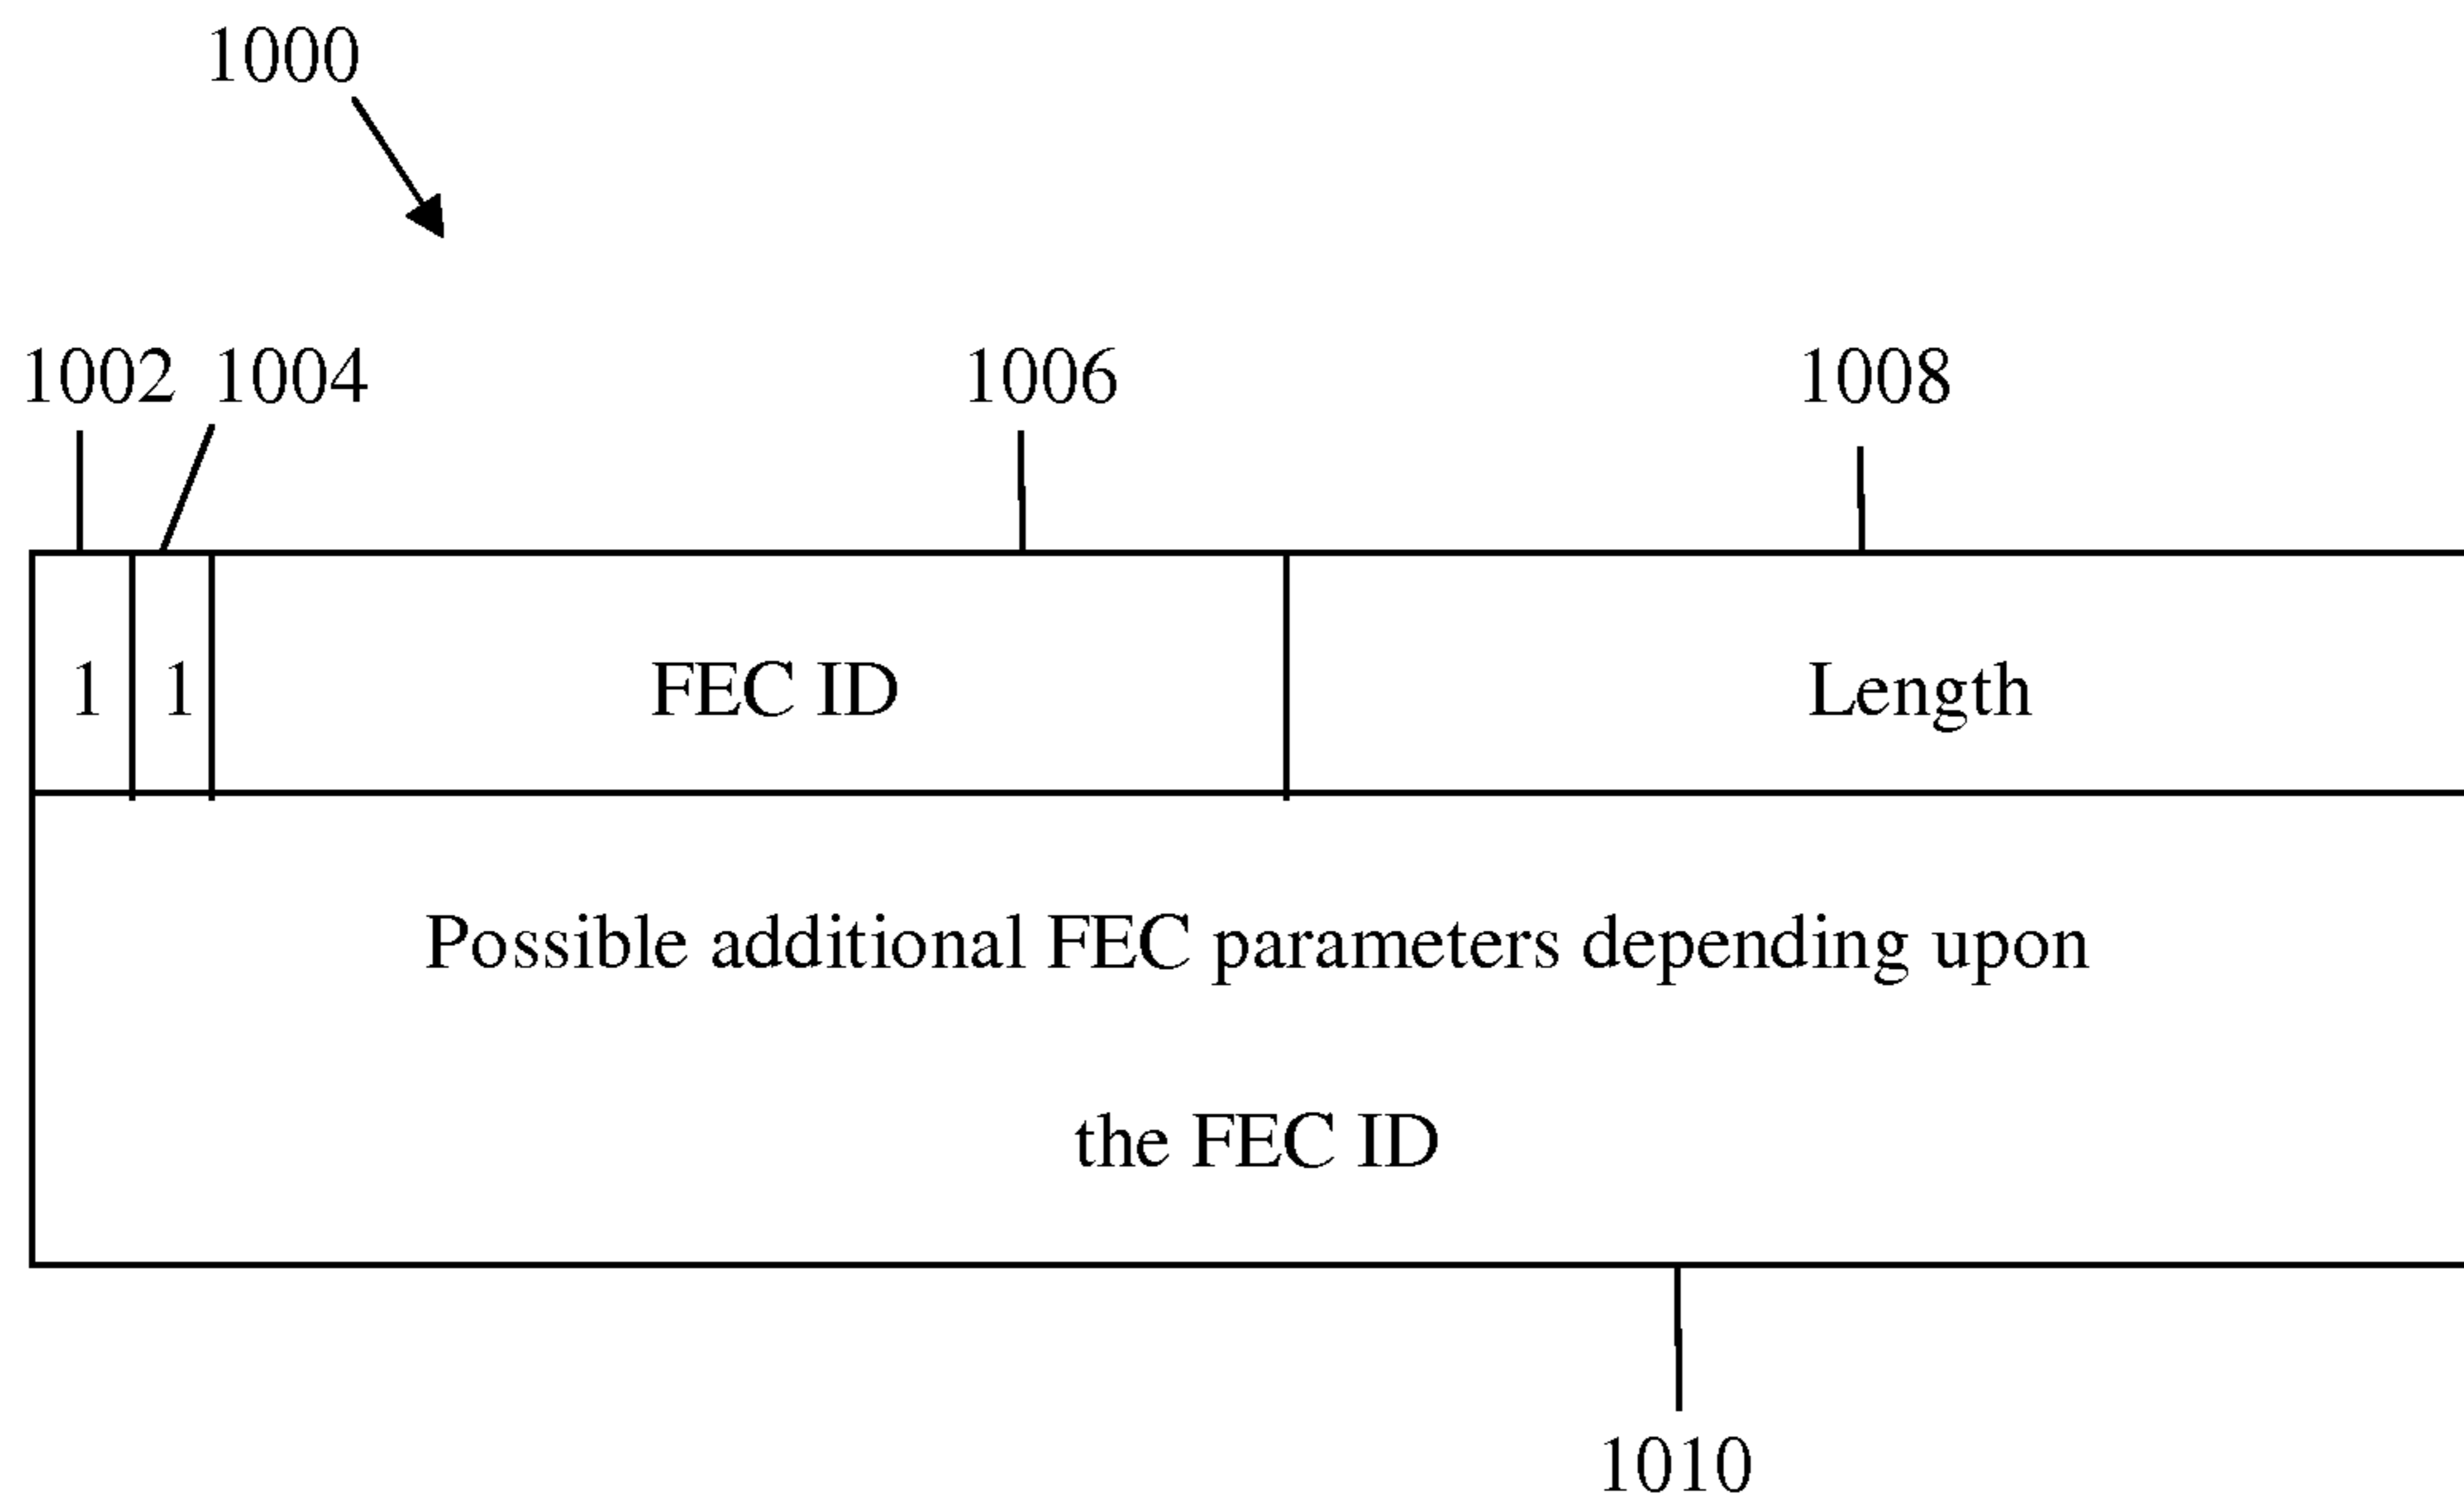 1000
1002 1004 1006 1008
1 1 FEC ID Length
Possible additional FEC parameters depending upon
the FEC ID
1010